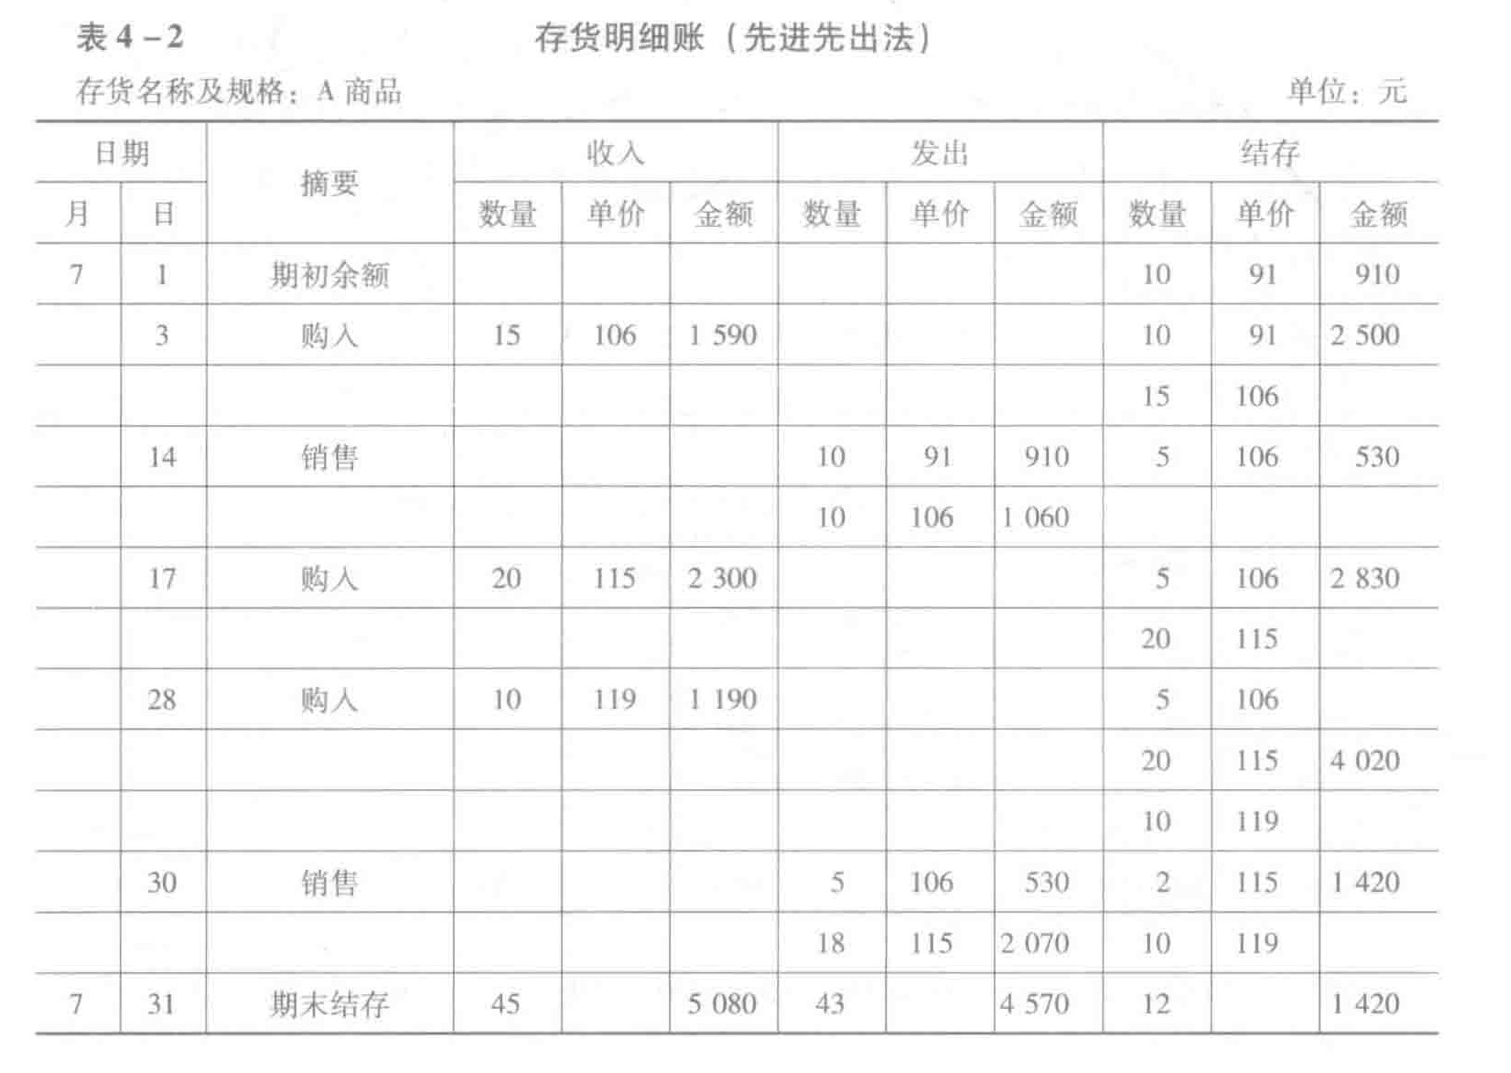 表 4－2 存货明细账（先进先出法）
存货名称及规格：A 商品 单位：元
日期 摘要 收入 发出 结存
月 日 数量 单价 金额 数量 单价 金额 数量 单价 金额
7 1 期初余额 10 91 910
3 购入 15 106 1 590 10 91 2 500
15 106
14 销售 10 91 910 5 106 530
10 106 1 060
17 购入 20 115 2 300 5 106 2 830
20 115
28 购入 10 119 1 190 5 106
20 115 4 020
10 119
30 销售 5 106 530 2 115 1 420
18 115 2 070 10 119
7 31 期末结存 45 5 080 43 4 570 12 1 420